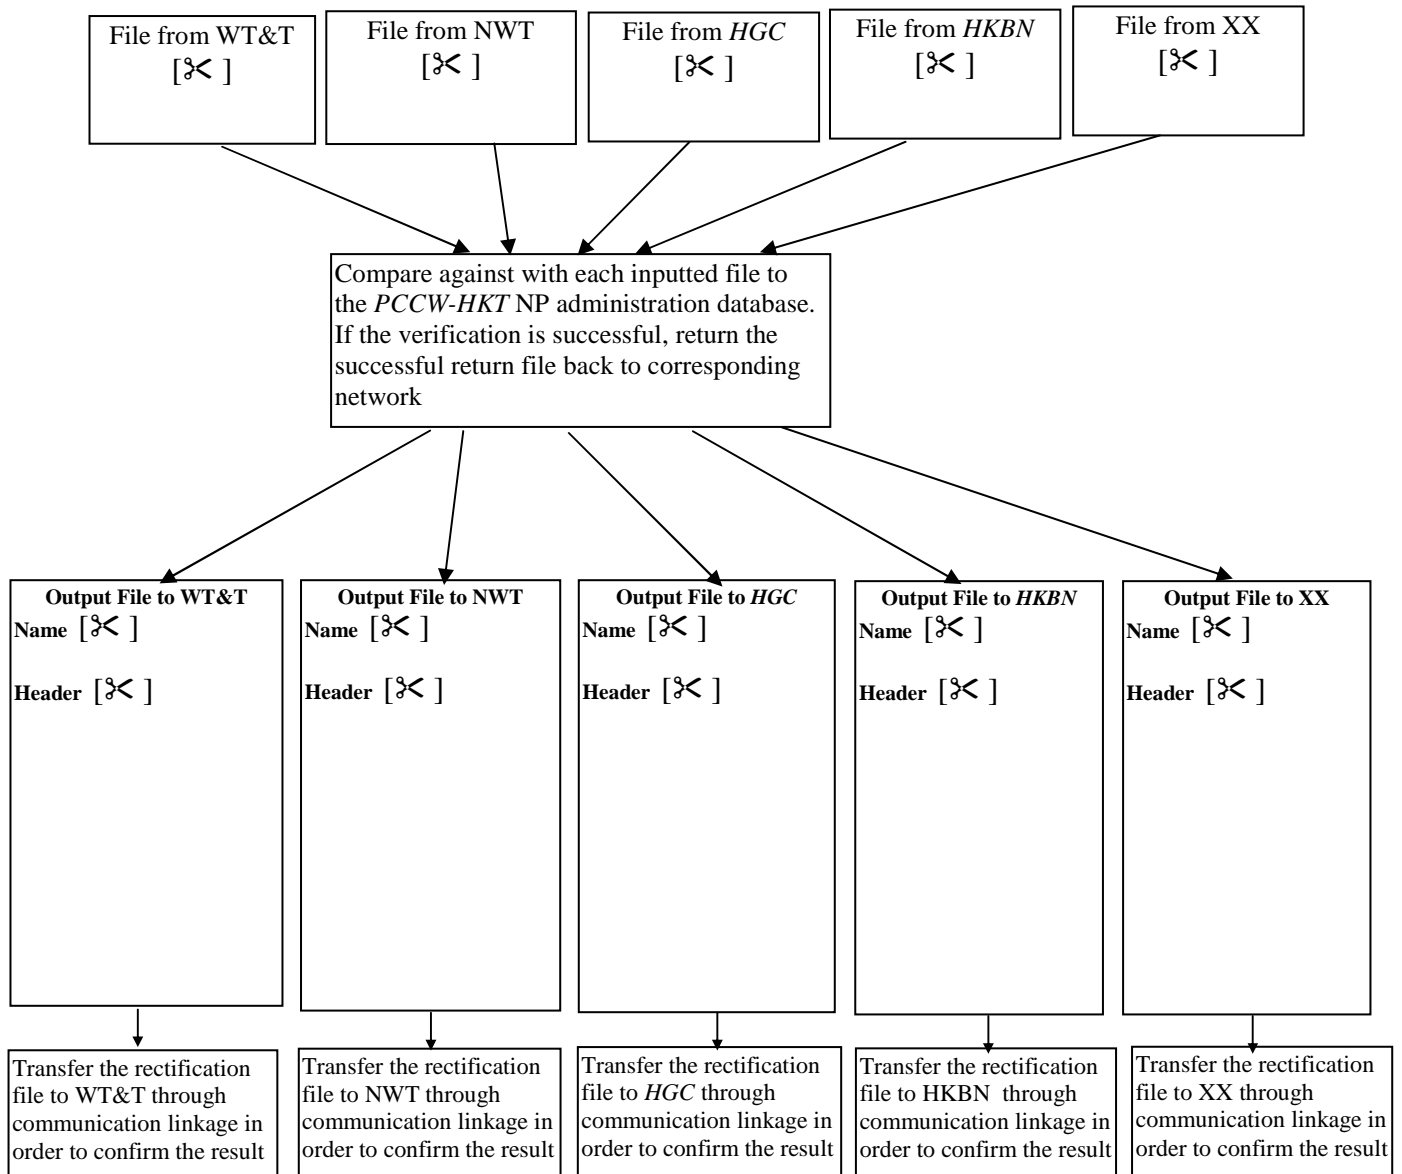 File from WT&T
[✂ ]
File from NWT
[✂ ]
File from HGC
[✂ ]
File from HKBN
[✂ ]
File from XX
[✂ ]
Compare against with each inputted file to
the PCCW-HKT NP administration database.
If the verification is successful, return the
successful return file back to corresponding
network
Output File to WT&T
Name [✂ ]
Header [✂ ]
Output File to NWT
Name [✂ ]
Header [✂ ]
Output File to HGC
Name [✂ ]
Header [✂ ]
Output File to HKBN
Name [✂ ]
Header [✂ ]
Output File to XX
Name [✂ ]
Header [✂ ]
Transfer the rectification
file to WT&T through
communication linkage in
order to confirm the result
Transfer the rectification
file to NWT through
communication linkage in
order to confirm the result
Transfer the rectification
file to HGC through
communication linkage in
order to confirm the result
Transfer the rectification
file to HKBN through
communication linkage in
order to confirm the result
Transfer the rectification
file to XX through
communication linkage in
order to confirm the result